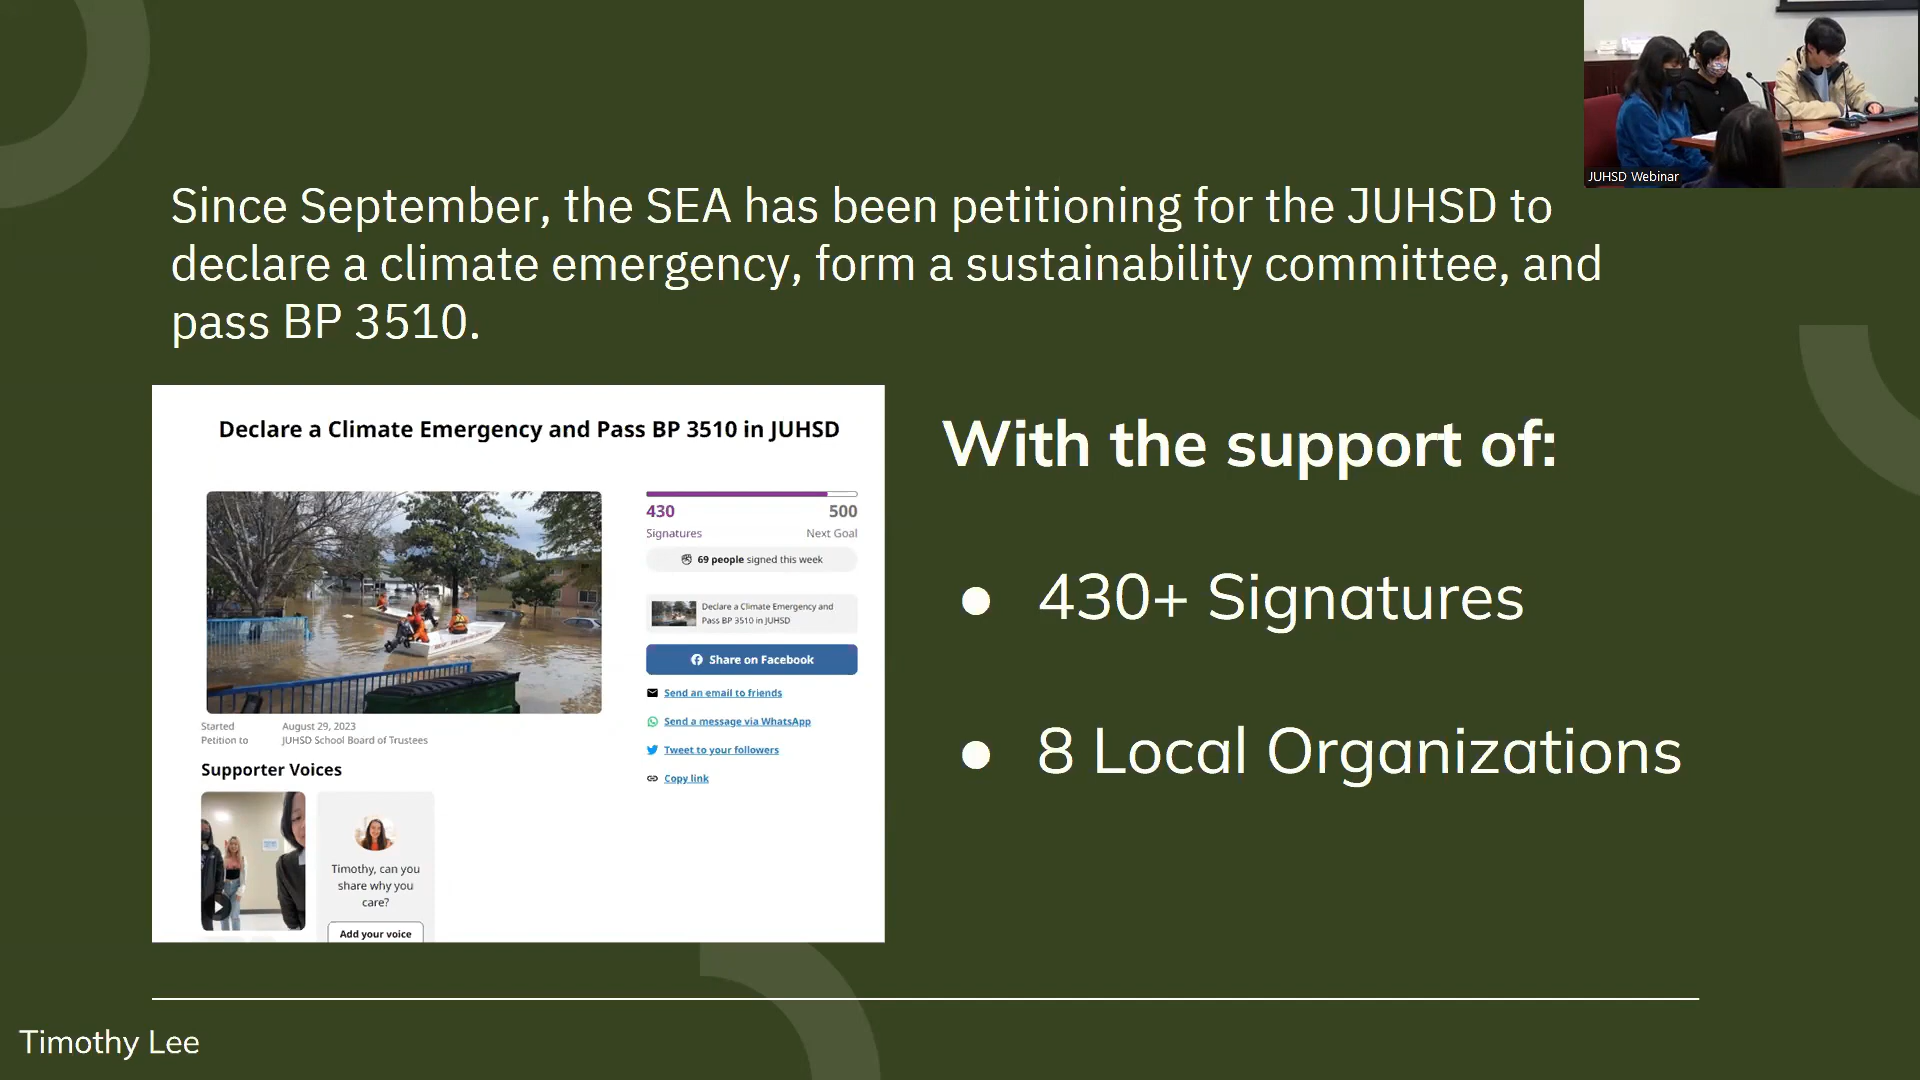 JUHSD Webinar
Since September, the SEA has been petitioning for the JUHSD to
declare a climate emergency, form a sustainability committee, and
pass BP 3510.
Declare a Climate Emergency and Pass BP 3510 in JUHSD
430 500
Signatures Next Goal
69 people signed this week
Declare a Climate Emergency and
Pass BP 3510 in JUHSD
Share on Facebook
Send an email to friends
Send a message via WhatsApp
Tweet to your followers
Copy link
Started August 29, 2023
Petition to JUHSD School Board of Trustees
Supporter Voices
Timothy, can you
share why you
care?
Add your voice
With the support of:
● 430+ Signatures
● 8 Local Organizations
Timothy Lee